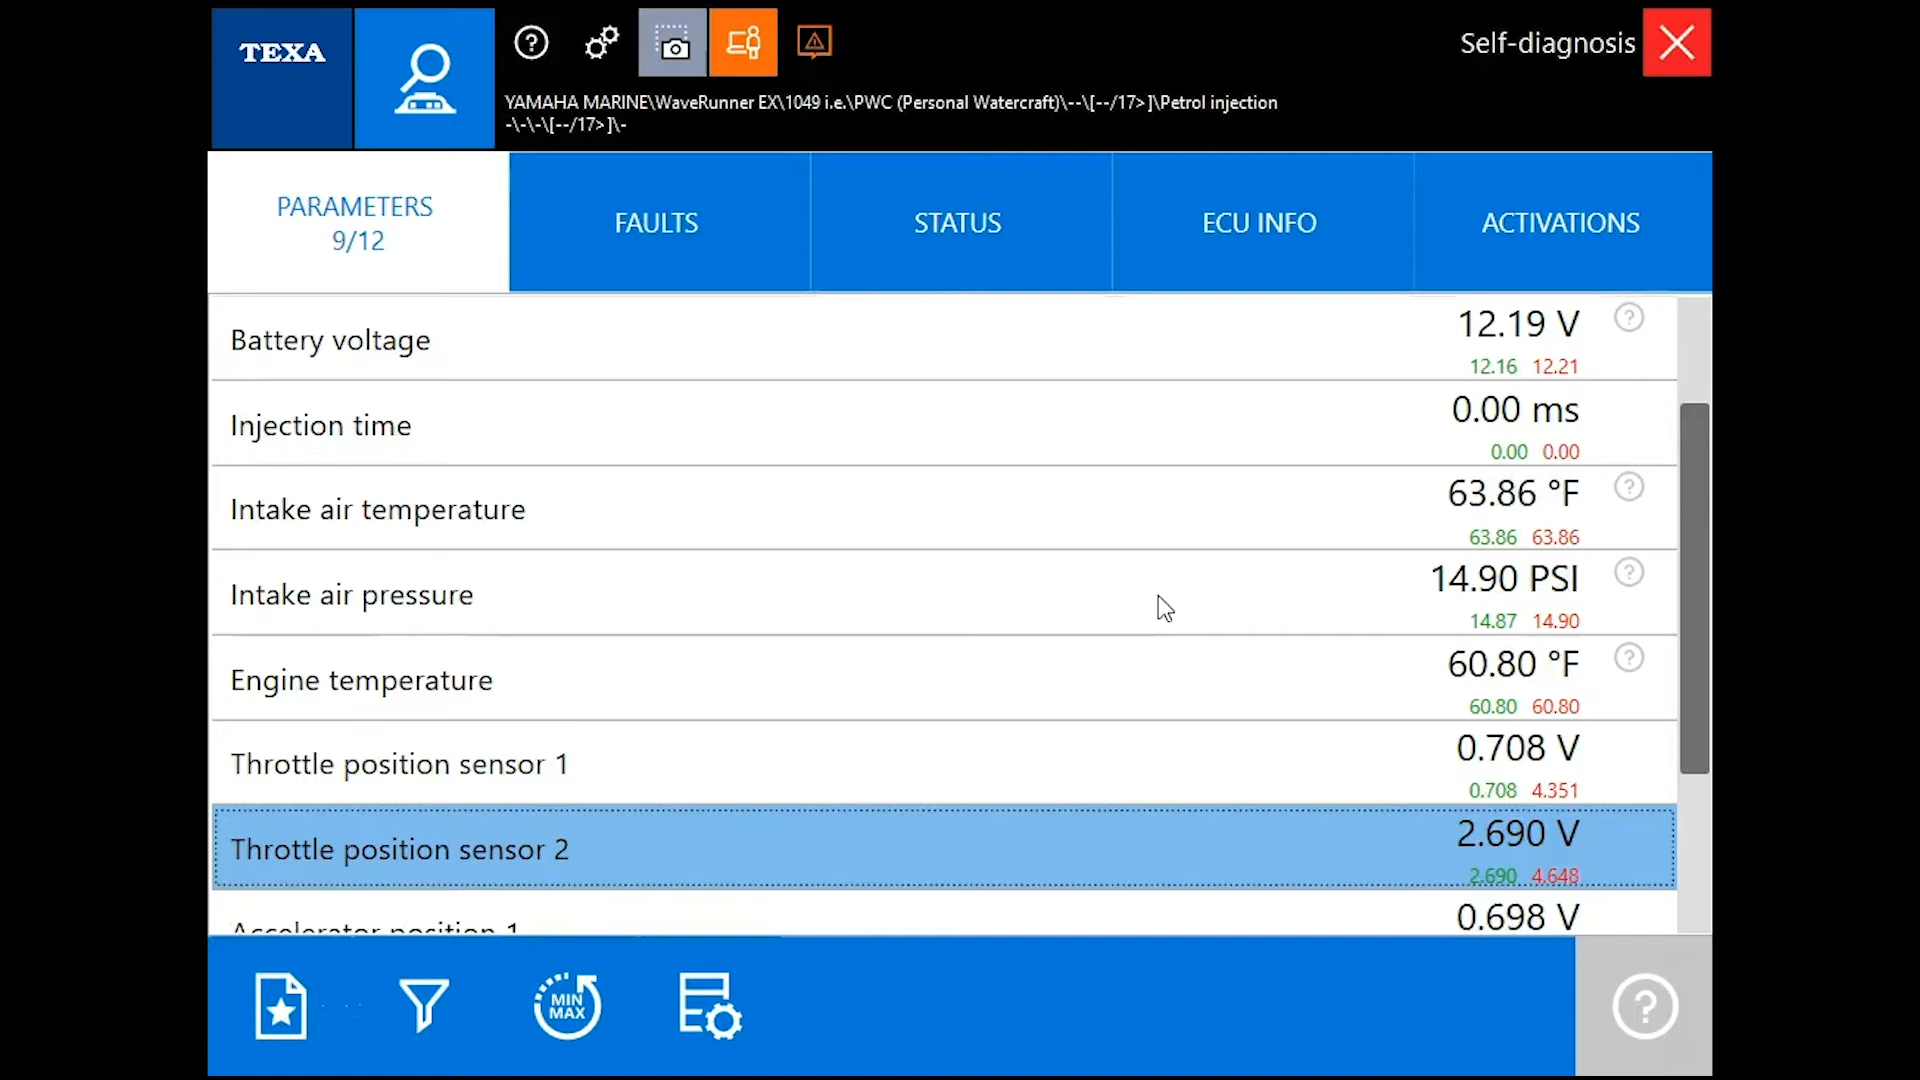 TEXA
Self-diagnosis
YAMAHA MARINE\WaveRunner EX\1049 i.e.\PWC (Personal Watercraft)\--\[--/17>]\Petrol injection
-\-\-\[--/17>]\-
PARAMETERS
9/12
FAULTS
STATUS
ECU INFO
ACTIVATIONS
Battery voltage
12.19 V
12.16 12.21
Injection time
0.00 ms
0.00 0.00
Intake air temperature
63.86 °F
63.86 63.86
Intake air pressure
14.90 PSI
14.87 14.90
Engine temperature
60.80 °F
60.80 60.80
Throttle position sensor 1
0.708 V
0.708 4.351
Throttle position sensor 2
2.690 V
2.690 4.648
Accelerator position 1
0.698 V
MIN
MAX